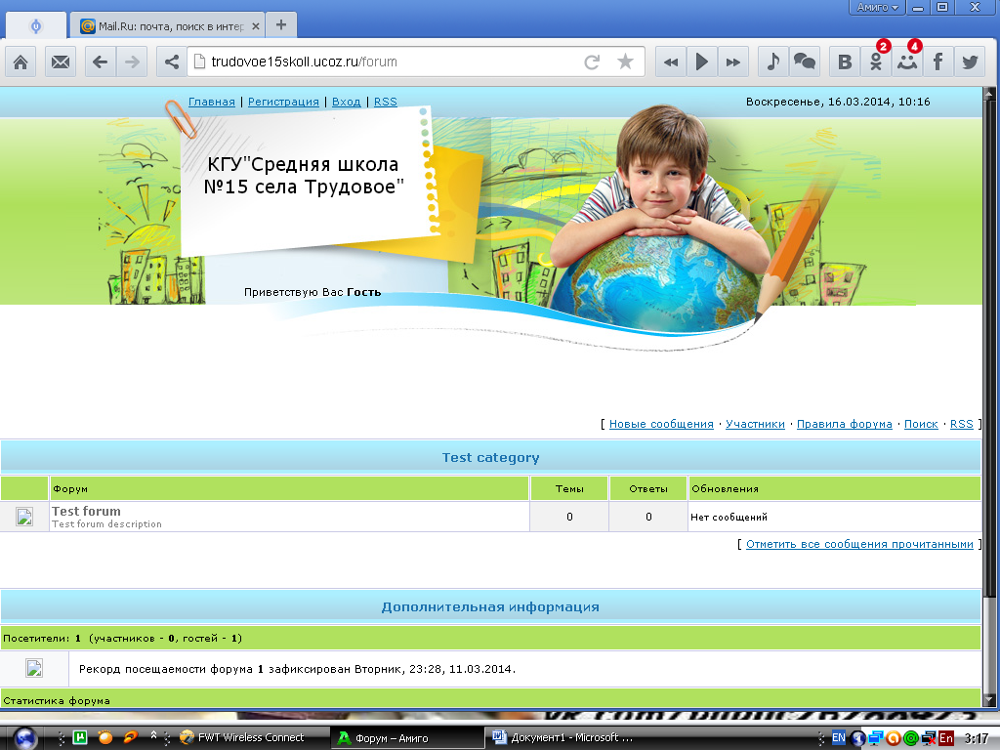 Амиго
Mail.Ru: почта, поиск в интер
trudovoe15skoll.ucoz.ru/forum
2
4
Главная | Регистрация | Вход | RSS
Воскресенье, 16.03.2014, 10:16
КГУ"Средняя школа
№15 села Трудовое"
Приветствую Вас Гость
[ Новые сообщения · Участники · Правила форума · Поиск · RSS ]
Test category
Форум Темы Ответы Обновления
Test forum 0 0 Нет сообщений
Test forum description
[ Отметить все сообщения прочитанными ]
Дополнительная информация
Посетители: 1 (участников - 0, гостей - 1)
Рекорд посещаемости форума 1 зафиксирован Вторник, 23:28, 11.03.2014.
Статистика форума
FWT Wireless Connect
Форум – Амиго
Документ1 - Microsoft ...
EN
En
3:17